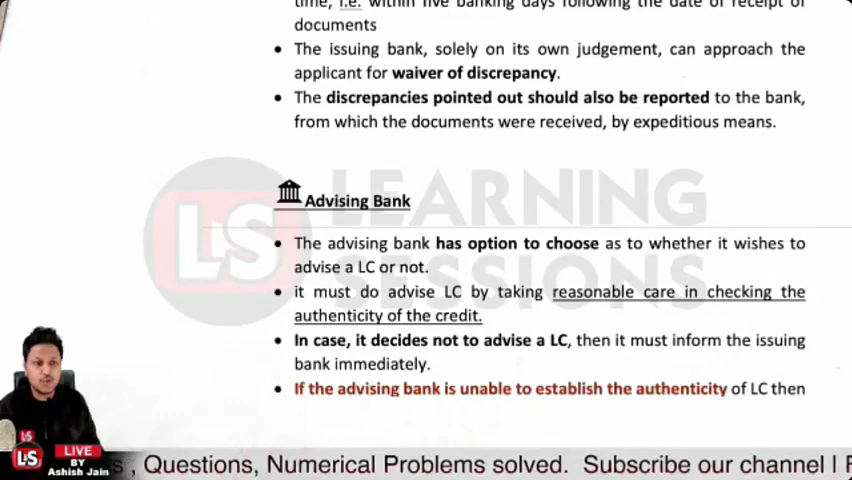 time, i.e. within five banking days following the date of receipt of
documents
• The issuing bank, solely on its own judgement, can approach the
applicant for waiver of discrepancy.
• The discrepancies pointed out should also be reported to the bank,
from which the documents were received, by expeditious means.
LEARNING
SESSIONS
LS
Advising Bank
• The advising bank has option to choose as to whether it wishes to
advise a LC or not.
• it must do advise LC by taking reasonable care in checking the
authenticity of the credit.
• In case, it decides not to advise a LC, then it must inform the issuing
bank immediately.
• If the advising bank is unable to establish the authenticity of LC then
LS
LS
LIVE
BY
Ashish Jain
, Questions, Numerical Problems solved. Subscribe our channel I